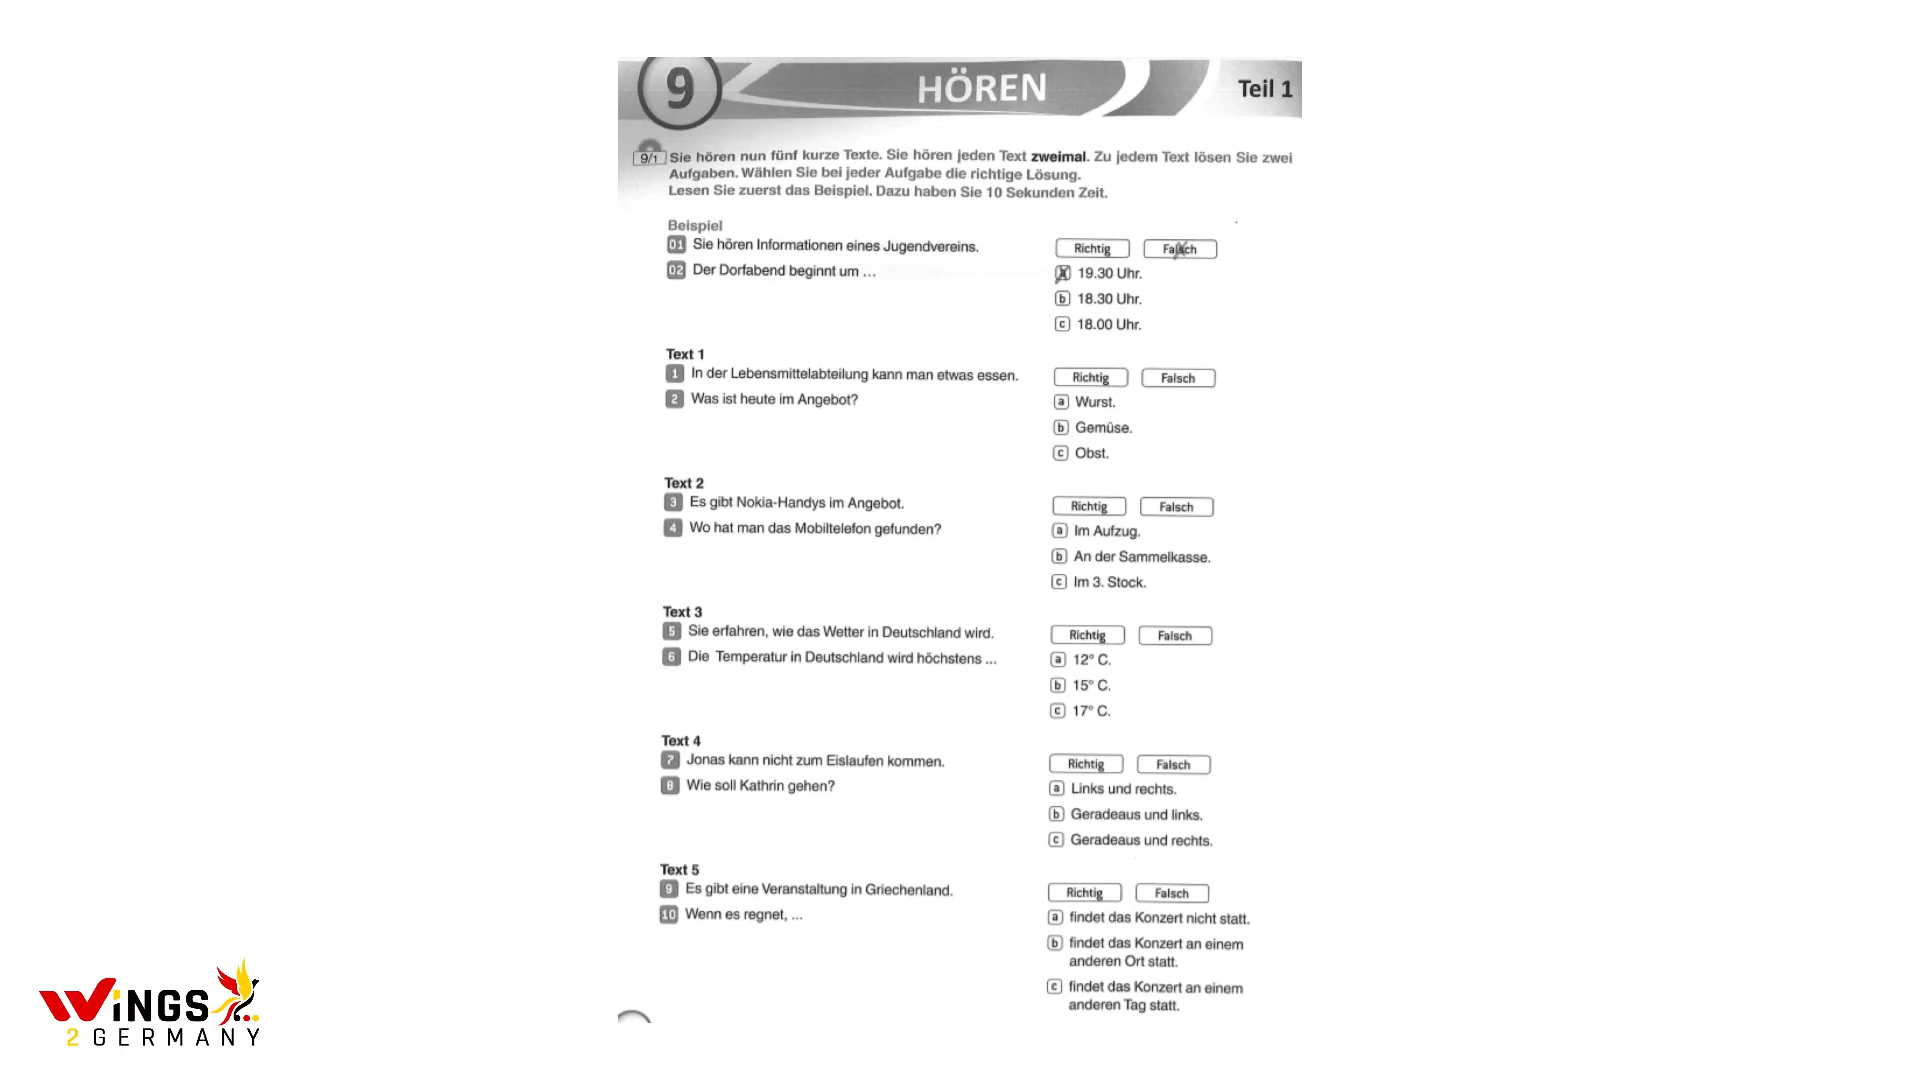 9
HÖREN
Teil 1
9/1 Sie hören nun fünf kurze Texte. Sie hören jeden Text zweimal. Zu jedem Text lösen Sie zwei
Aufgaben. Wählen Sie bei jeder Aufgabe die richtige Lösung.
Lesen Sie zuerst das Beispiel. Dazu haben Sie 10 Sekunden Zeit.
Beispiel
01 Sie hören Informationen eines Jugendvereins. Richtig Falsch
02 Der Dorfabend beginnt um ... a 19.30 Uhr.
b 18.30 Uhr.
c 18.00 Uhr.
Text 1
1 In der Lebensmittelabteilung kann man etwas essen. Richtig Falsch
2 Was ist heute im Angebot? a Wurst.
b Gemüse.
c Obst.
Text 2
3 Es gibt Nokia-Handys im Angebot. Richtig Falsch
4 Wo hat man das Mobiltelefon gefunden? a Im Aufzug.
b An der Sammelkasse.
c Im 3. Stock.
Text 3
5 Sie erfahren, wie das Wetter in Deutschland wird. Richtig Falsch
6 Die Temperatur in Deutschland wird höchstens ... a 12° C.
b 15° C.
c 17° C.
Text 4
7 Jonas kann nicht zum Eislaufen kommen. Richtig Falsch
8 Wie soll Kathrin gehen? a Links und rechts.
b Geradeaus und links.
c Geradeaus und rechts.
Text 5
9 Es gibt eine Veranstaltung in Griechenland. Richtig Falsch
10 Wenn es regnet, ... a findet das Konzert nicht statt.
b findet das Konzert an einem
anderen Ort statt.
c findet das Konzert an einem
anderen Tag statt.
WiNGS
2GERMANY